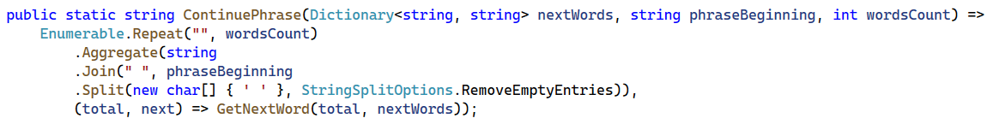 public static string ContinuePhrase(Dictionary<string, string> nextWords, string phraseBeginning, int wordsCount) =>
    Enumerable.Repeat("", wordsCount)
        .Aggregate(string
        .Join(" ", phraseBeginning
        .Split(new char[] { ' ' }, StringSplitOptions.RemoveEmptyEntries)),
        (total, next) => GetNextWord(total, nextWords));